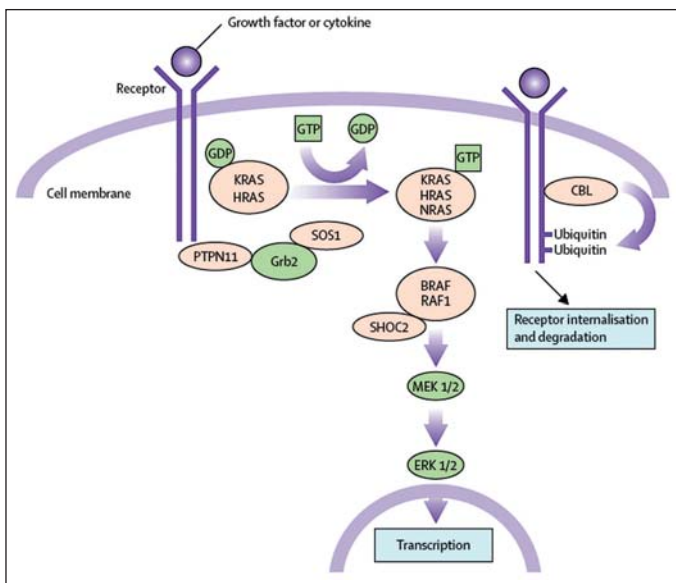 Growth factor or cytokine
Receptor
GTP
GDP
GDP
GTP
Cell membrane
KRAS
HRAS
KRAS
HRAS
NRAS
CBL
SOS1
PTPN11
Grb2
Ubiquitin
Ubiquitin
BRAF
RAF1
SHOC2
Receptor internalisation
and degradation
MEK 1/2
ERK 1/2
Transcription